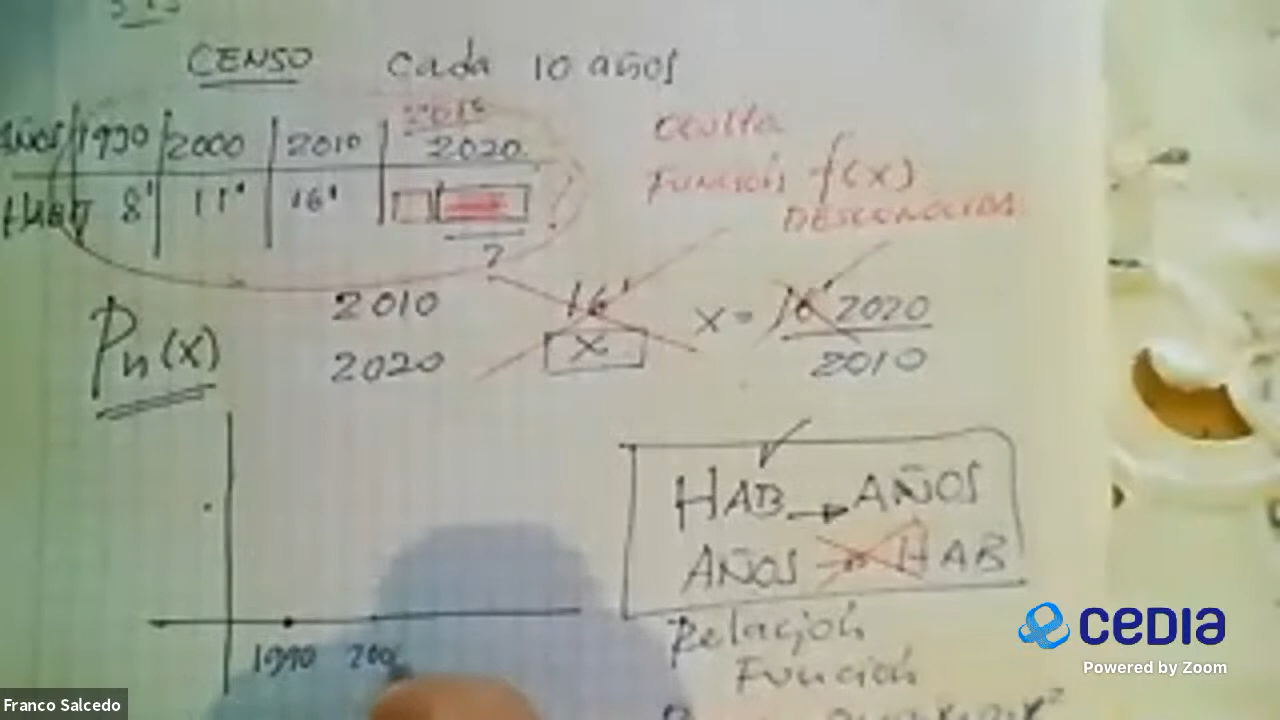 CENSO cada 10 años
2015
Años 1990 2000 2010 2020
HAB 8' 11' 16'
?
OCULTA
FUNCIÓN f(x)
DESCONOCIDA
Pn(x)
2010 16'
2020 X
X = 16' 2020
2010
HAB → AÑOS
AÑOS → HAB
Relación
Función
1990 200
CEDIA
Powered by Zoom
Franco Salcedo